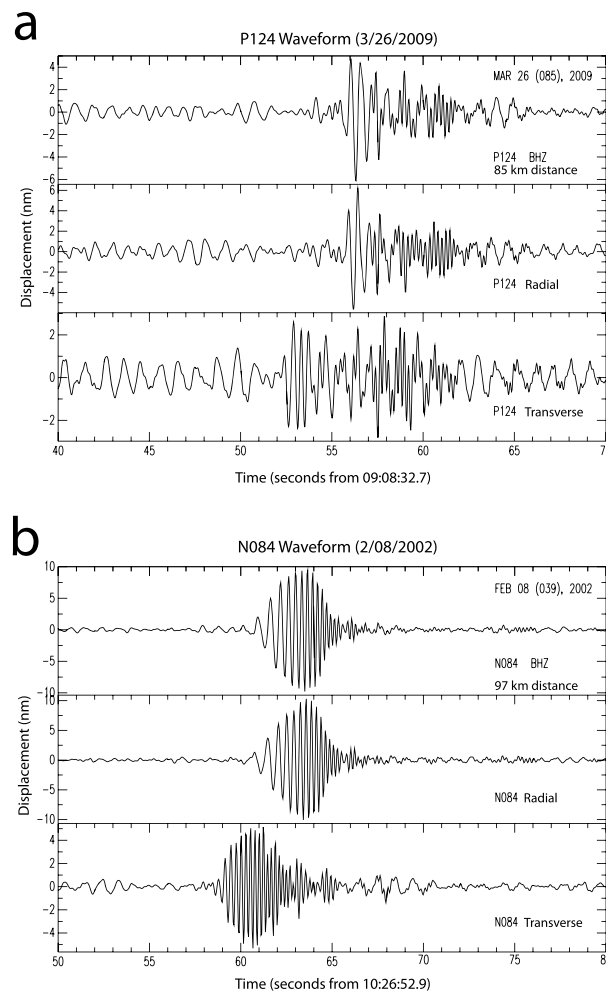 a
P124 Waveform (3/26/2009)
4
2
0
-2
-4
-6
MAR 26 (085), 2009
P124 BHZ
85 km distance
6
4
2
0
-2
-4
P124 Radial
2
0
-2
P124 Transverse
Displacement (nm)
40 45 50 55 60 65 7
Time (seconds from 09:08:32.7)
b
N084 Waveform (2/08/2002)
10
5
0
-5
-10
FEB 08 (039), 2002
N084 BHZ
97 km distance
10
5
0
-5
-10
N084 Radial
4
2
0
-2
-4
N084 Transverse
Displacement (nm)
50 55 60 65 70 75 8
Time (seconds from 10:26:52.9)